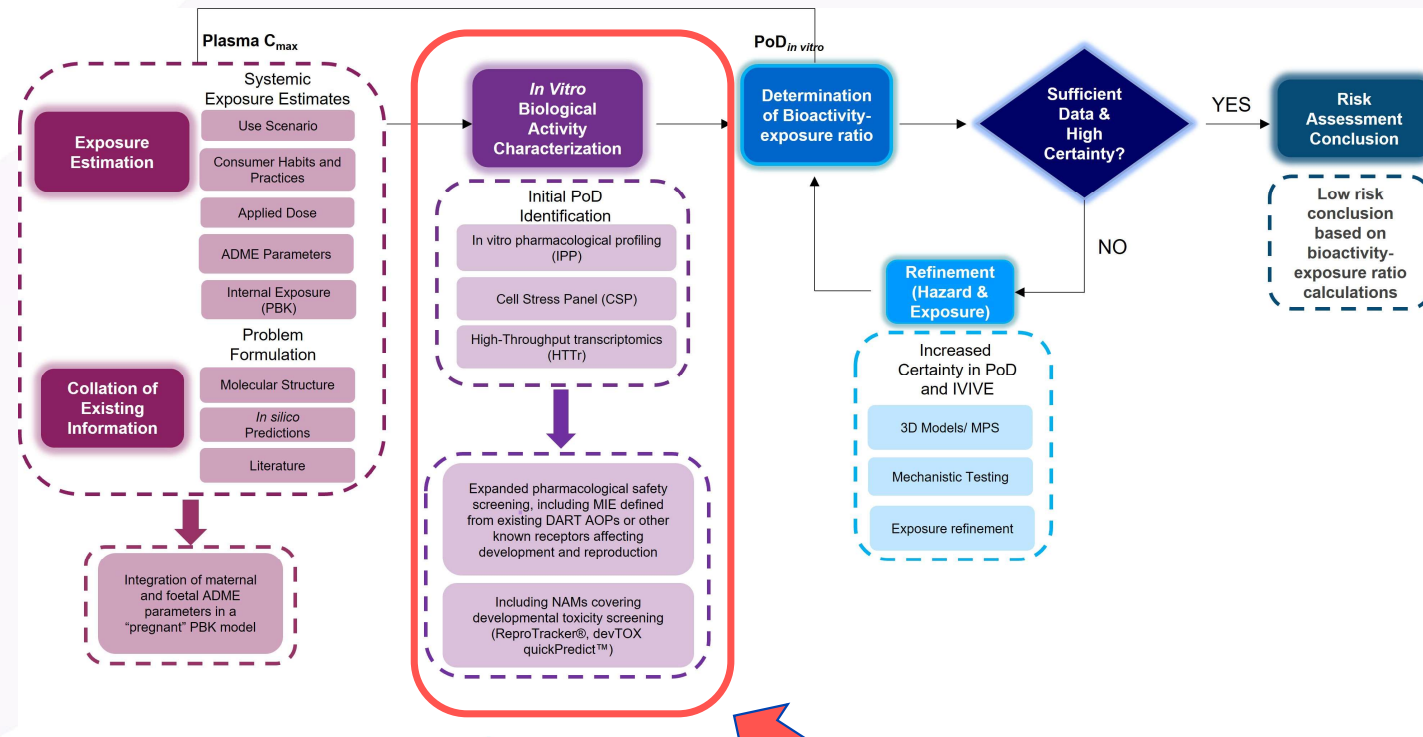 Plasma Cmax
PoDin vitro
Systemic
Exposure Estimates
Exposure
Estimation
Use Scenario
Consumer Habits and
Practices
Applied Dose
ADME Parameters
Internal Exposure
(PBK)
Problem
Formulation
Collation of
Existing
Information
Molecular Structure
In silico
Predictions
Literature
Integration of maternal
and foetal ADME
parameters in a
“pregnant” PBK model
In Vitro
Biological
Activity
Characterization
Initial PoD
Identification
In vitro pharmacological profiling
(IPP)
Cell Stress Panel (CSP)
High-Throughput transcriptomics
(HTTr)
Expanded pharmacological safety
screening, including MIE defined
from existing DART AOPs or other
known receptors affecting
development and reproduction
Including NAMs covering
developmental toxicity screening
(ReproTracker®, devTOX
quickPredict™)
Determination
of Bioactivity-
exposure ratio
Sufficient
Data &
High
Certainty?
YES
NO
Refinement
(Hazard &
Exposure)
Increased
Certainty in PoD
and IVIVE
3D Models/ MPS
Mechanistic Testing
Exposure refinement
Risk
Assessment
Conclusion
Low risk
conclusion
based on
bioactivity-
exposure ratio
calculations